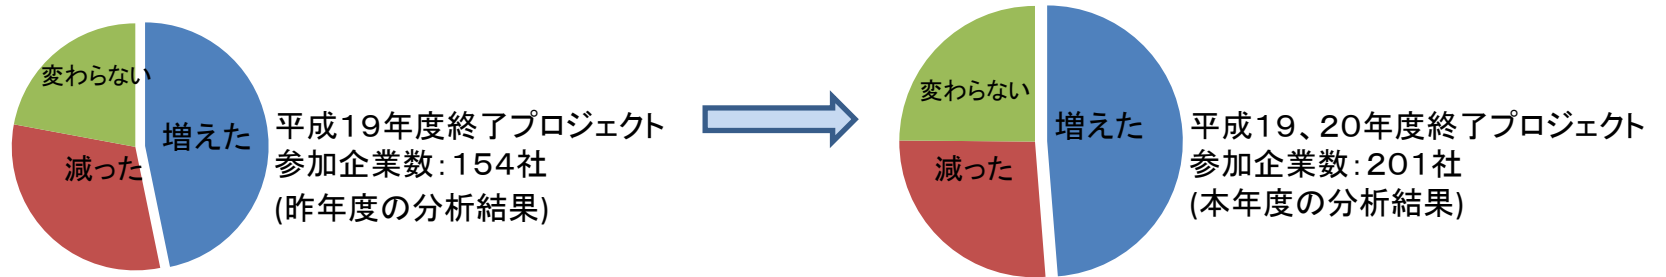 変わらない
増えた
減った
平成１９年度終了プロジェクト
参加企業数：１５４社
(昨年度の分析結果)
変わらない
増えた
減った
平成１９、２０年度終了プロジェクト
参加企業数：２０１社
(本年度の分析結果)